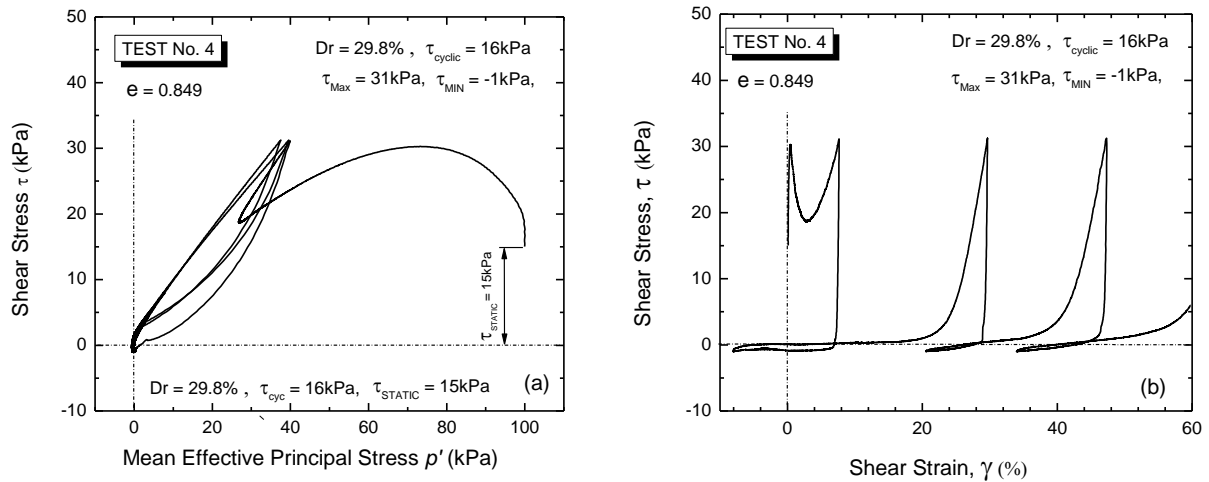 TEST No. 4
Dr = 29.8% , τcyclic = 16kPa
τMax = 31kPa, τMIN = -1kPa,
e = 0.849
50
40
30
20
10
0
-10
Shear Stress τ (kPa)
τSTATIC = 15kPa
Dr = 29.8% , τcyc = 16kPa, τSTATIC = 15kPa
(a)
0 20 40 60 80 100
Mean Effective Principal Stress p' (kPa)
TEST No. 4
Dr = 29.8% , τcyclic = 16kPa
τMax = 31kPa, τMIN = -1kPa,
e = 0.849
50
40
30
20
10
0
-10
Shear Stress, τ (kPa)
(b)
0 20 40 60
Shear Strain, γ (%)